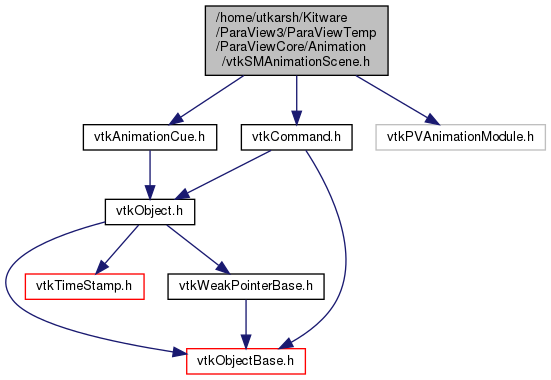 /home/utkarsh/Kitware
/ParaView3/ParaViewTemp
/ParaViewCore/Animation
/vtkSMAnimationScene.h
vtkAnimationCue.h
vtkCommand.h
vtkPVAnimationModule.h
vtkObject.h
vtkTimeStamp.h
vtkWeakPointerBase.h
vtkObjectBase.h